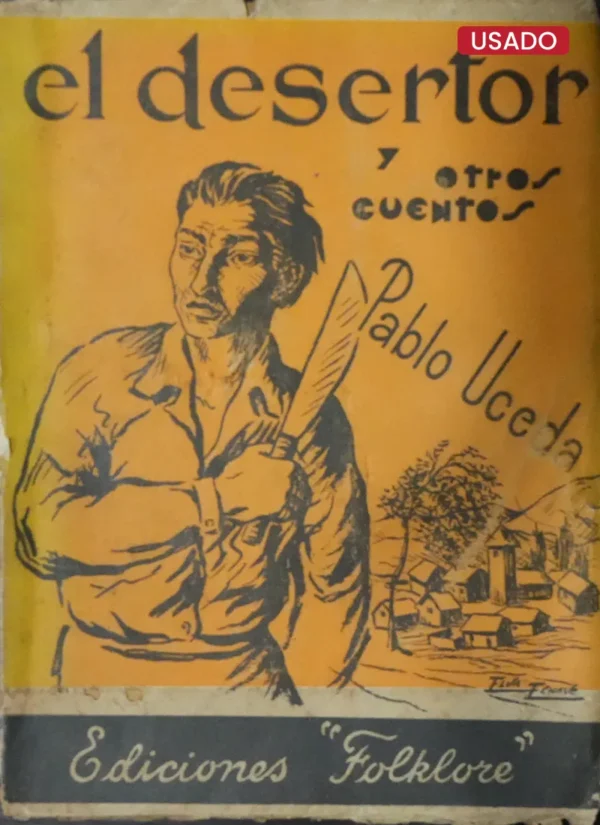 USADO
el desertor
y otros
cuentos
Pablo Uceda
Ediciones "Folklore"